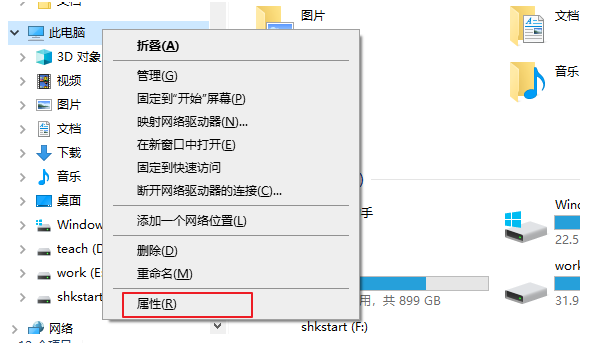 文档
此电脑
3D 对象
视频
图片
文档
下载
音乐
桌面
Window
teach (D
work (E
shkstart
网络
折叠(A)
管理(G)
固定到"开始"屏幕(P)
映射网络驱动器(N)...
在新窗口中打开(E)
固定到快速访问
断开网络驱动器的连接(C)...
添加一个网络位置(L)
删除(D)
重命名(M)
属性(R)
图片
文档
音乐
)
手
Wind
22.5
用，共 899 GB
work
31.9
shkstart (F:)